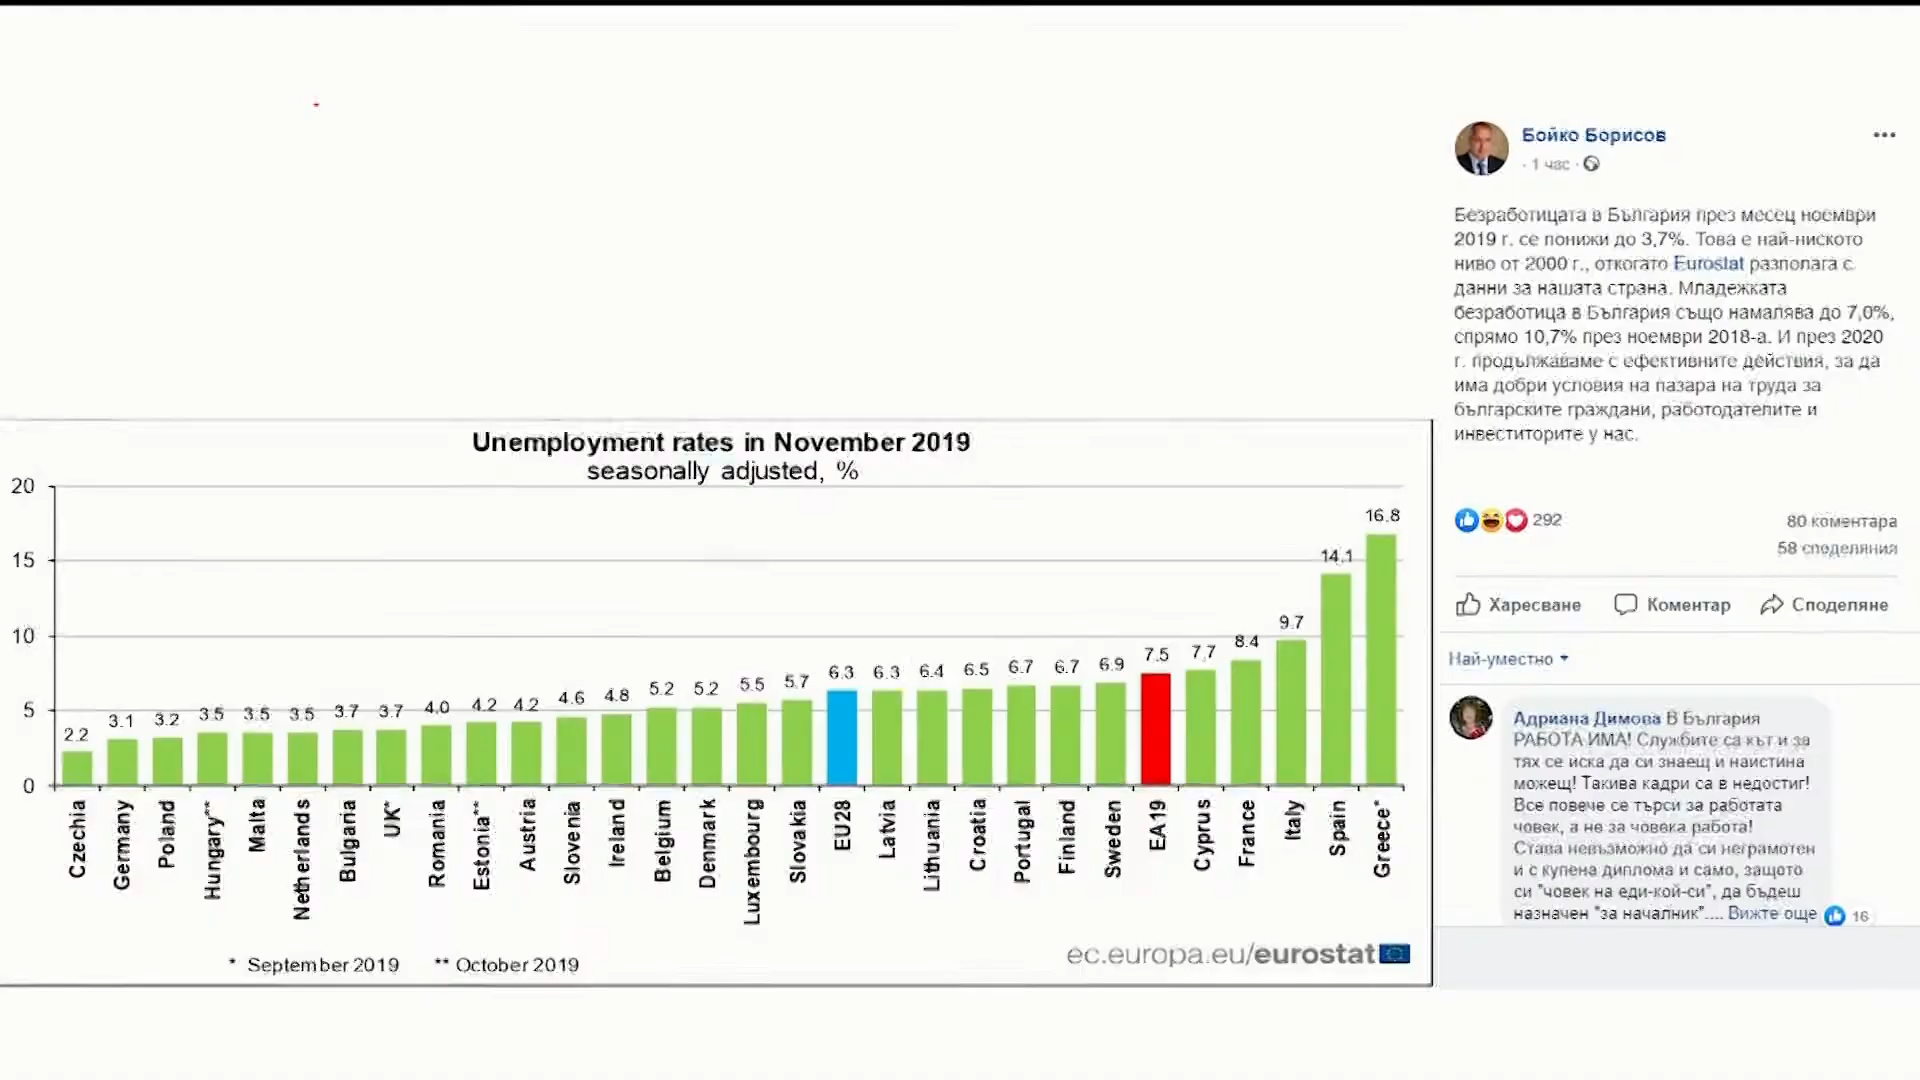 Unemployment rates in November 2019
seasonally adjusted, %
20
15
10
5
0
2.2
3.1
3.2
3.5
3.5
3.5
3.7
3.7
4.0
4.2
4.2
4.6
4.8
5.2
5.2
5.5
5.7
6.3
6.3
6.4
6.5
6.7
6.7
6.9
7.5
7.7
8.4
9.7
14.1
16.8
Czechia
Germany
Poland
Hungary**
Malta
Netherlands
Bulgaria
UK*
Romania
Estonia**
Austria
Slovenia
Ireland
Belgium
Denmark
Luxembourg
Slovakia
EU28
Latvia
Lithuania
Croatia
Portugal
Finland
Sweden
EA19
Cyprus
France
Italy
Spain
Greece*
* September 2019 ** October 2019
ec.europa.eu/eurostat
Бойко Борисов
· 1 час ·
Безработицата в България през месец ноември
2019 г. се понижи до 3,7%. Това е най-ниското
ниво от 2000 г., откогато Eurostat разполага с
данни за нашата страна. Младежката
безработица в България също намалява до 7,0%,
спрямо 10,7% през ноември 2018-а. И през 2020
г. продължаваме с ефективните действия, за да
има добри условия на пазара на труда за
българските граждани, работодателите и
инвеститорите у нас.
292
80 коментара
58 споделяния
Харесване Коментар Споделяне
Най-уместно
Адриана Димова В България
РАБОТА ИМА! Службите са кът и за
тях се иска да си знаещ и наистина
можещ! Такива кадри са в недостиг!
Все повече се търси за работата
човек, а не за човека работа!
Става невъзможно да си неграмотен
и с купена диплома и само, защото
си "човек на еди-кой-си", да бъдеш
назначен "за началник".... Вижте още
16